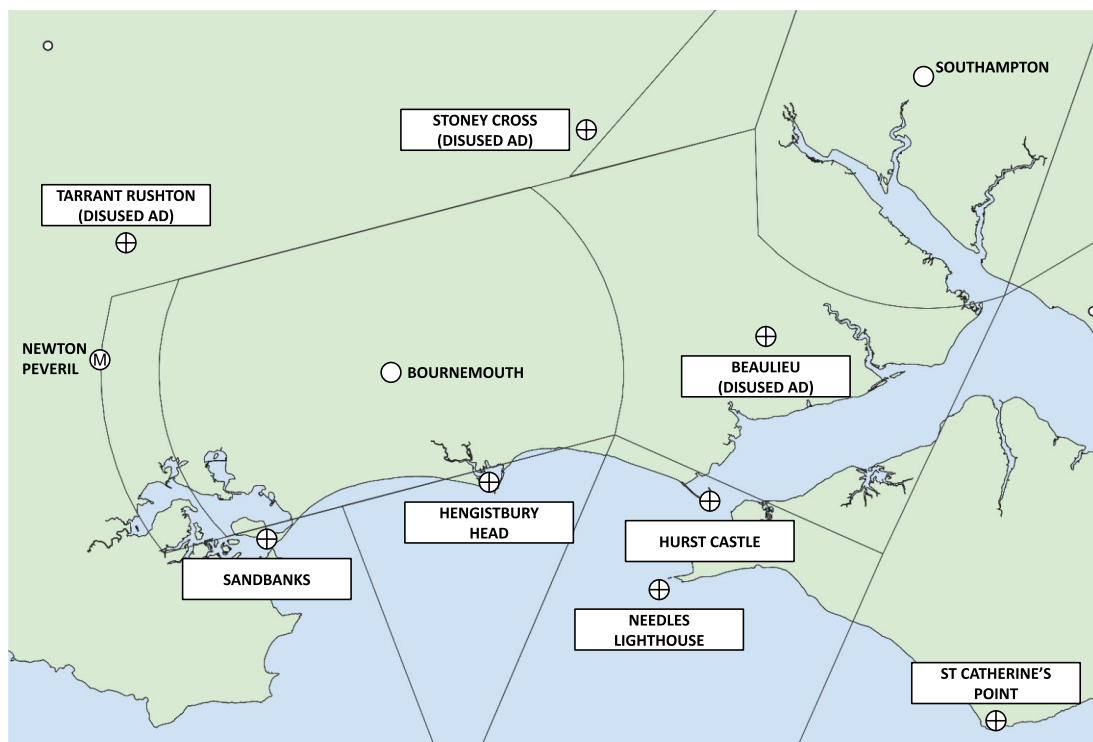 SOUTHAMPTON
STONEY CROSS
(DISUSED AD)
TARRANT RUSHTON
(DISUSED AD)
NEWTON
PEVERIL
M
BOURNEMOUTH
BEAULIEU
(DISUSED AD)
HENGISTBURY
HEAD
HURST CASTLE
SANDBANKS
NEEDLES
LIGHTHOUSE
ST CATHERINE'S
POINT